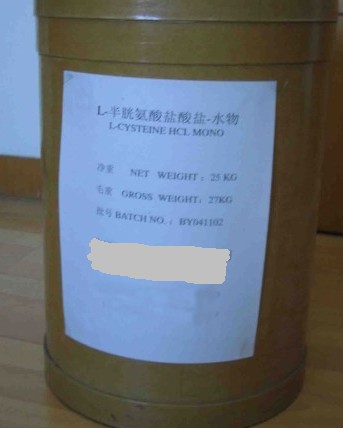 L-半胱氨酸盐酸盐-水物
L-CYSTEINE HCL MONO
净重 NET WEIGHT：25 KG
毛重 GROSS WEIGHT：27KG
批号 BATCH NO.：BY041102